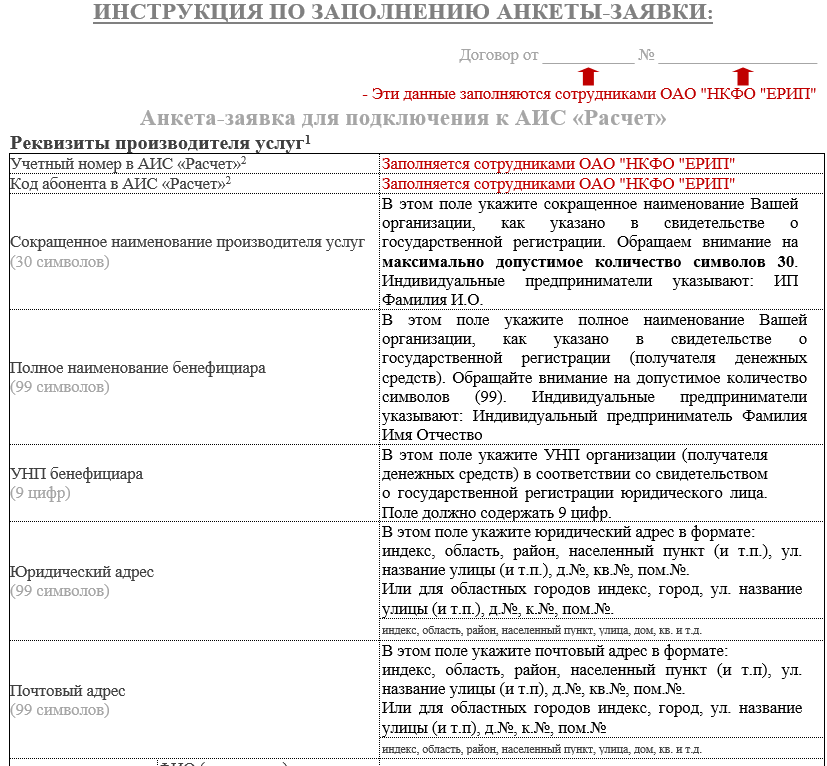 ИНСТРУКЦИЯ ПО ЗАПОЛНЕНИЮ АНКЕТЫ-ЗАЯВКИ:
Договор от ___________ № ___________________
- Эти данные заполняются сотрудниками ОАО "НКФО "ЕРИП"
Анкета-заявка для подключения к АИС «Расчет»
Реквизиты производителя услуг1
Учетный номер в АИС «Расчет»2
Заполняется сотрудниками ОАО "НКФО "ЕРИП"
Код абонента в АИС «Расчет»2
Заполняется сотрудниками ОАО "НКФО "ЕРИП"
Сокращенное наименование производителя услуг
(30 символов)
В этом поле укажите сокращенное наименование Вашей
организации, как указано в свидетельстве о
государственной регистрации. Обращаем внимание на
максимально допустимое количество символов 30.
Индивидуальные предприниматели указывают: ИП
Фамилия И.О.
Полное наименование бенефициара
(99 символов)
В этом поле укажите полное наименование Вашей
организации, как указано в свидетельстве о
государственной регистрации (получателя денежных
средств). Обращайте внимание на допустимое количество
символов (99). Индивидуальные предприниматели
указывают: Индивидуальный предприниматель Фамилия
Имя Отчество
УНП бенефициара
(9 цифр)
В этом поле укажите УНП организации (получателя
денежных средств) в соответствии со свидетельством
о государственной регистрации юридического лица.
Поле должно содержать 9 цифр.
Юридический адрес
(99 символов)
В этом поле укажите юридический адрес в формате:
индекс, область, район, населенный пункт (и т.п.), ул.
название улицы (и т.п.), д.№, кв.№, пом.№.
Или для областных городов индекс, город, ул. название
улицы (и т.п.), д.№, к.№, пом.№.
индекс, область, район, населенный пункт, улица, дом, кв. и т.д.
Почтовый адрес
(99 символов)
В этом поле укажите почтовый адрес в формате:
индекс, область, район, населенный пункт (и т.п), ул.
название улицы (и т.п), д.№, кв.№, пом.№.
Или для областных городов индекс, город, ул. название
улицы (и т.п), д.№, к.№, пом.№
индекс, область, район, населенный пункт, улица, дом, кв. и т.д.